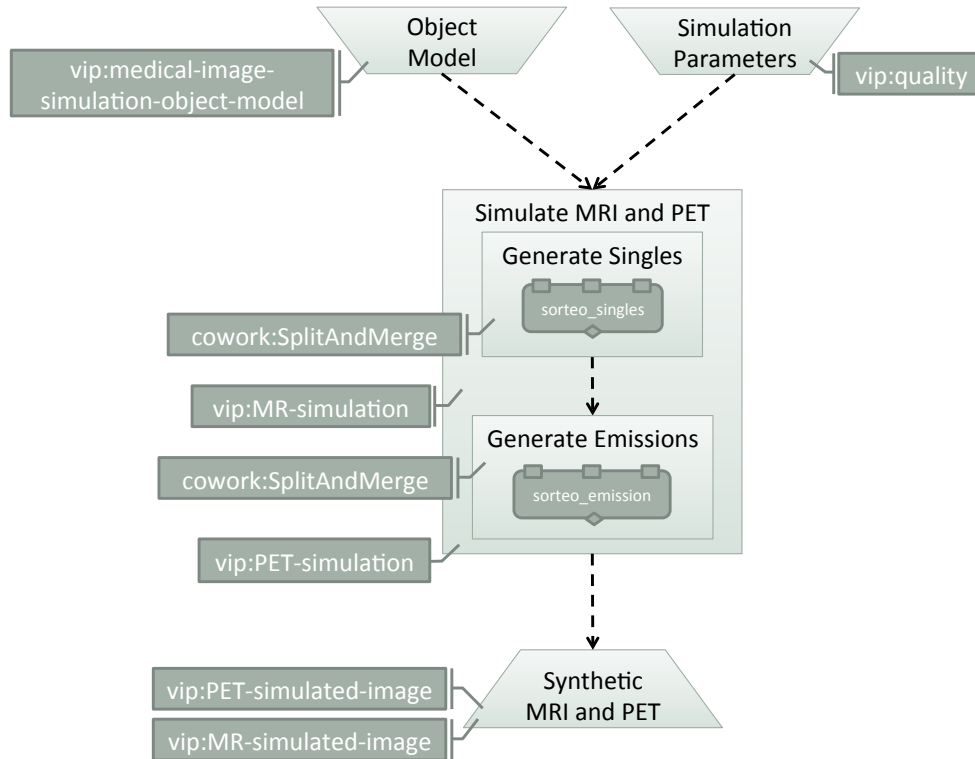 Object
Model
Simulation
Parameters
vip:medical-image-
simulation-object-model
vip:quality
Simulate MRI and PET
Generate Singles
sorteo_singles
cowork:SplitAndMerge
vip:MR-simulation
Generate Emissions
cowork:SplitAndMerge
sorteo_emission
vip:PET-simulation
vip:PET-simulated-image
Synthetic
MRI and PET
vip:MR-simulated-image